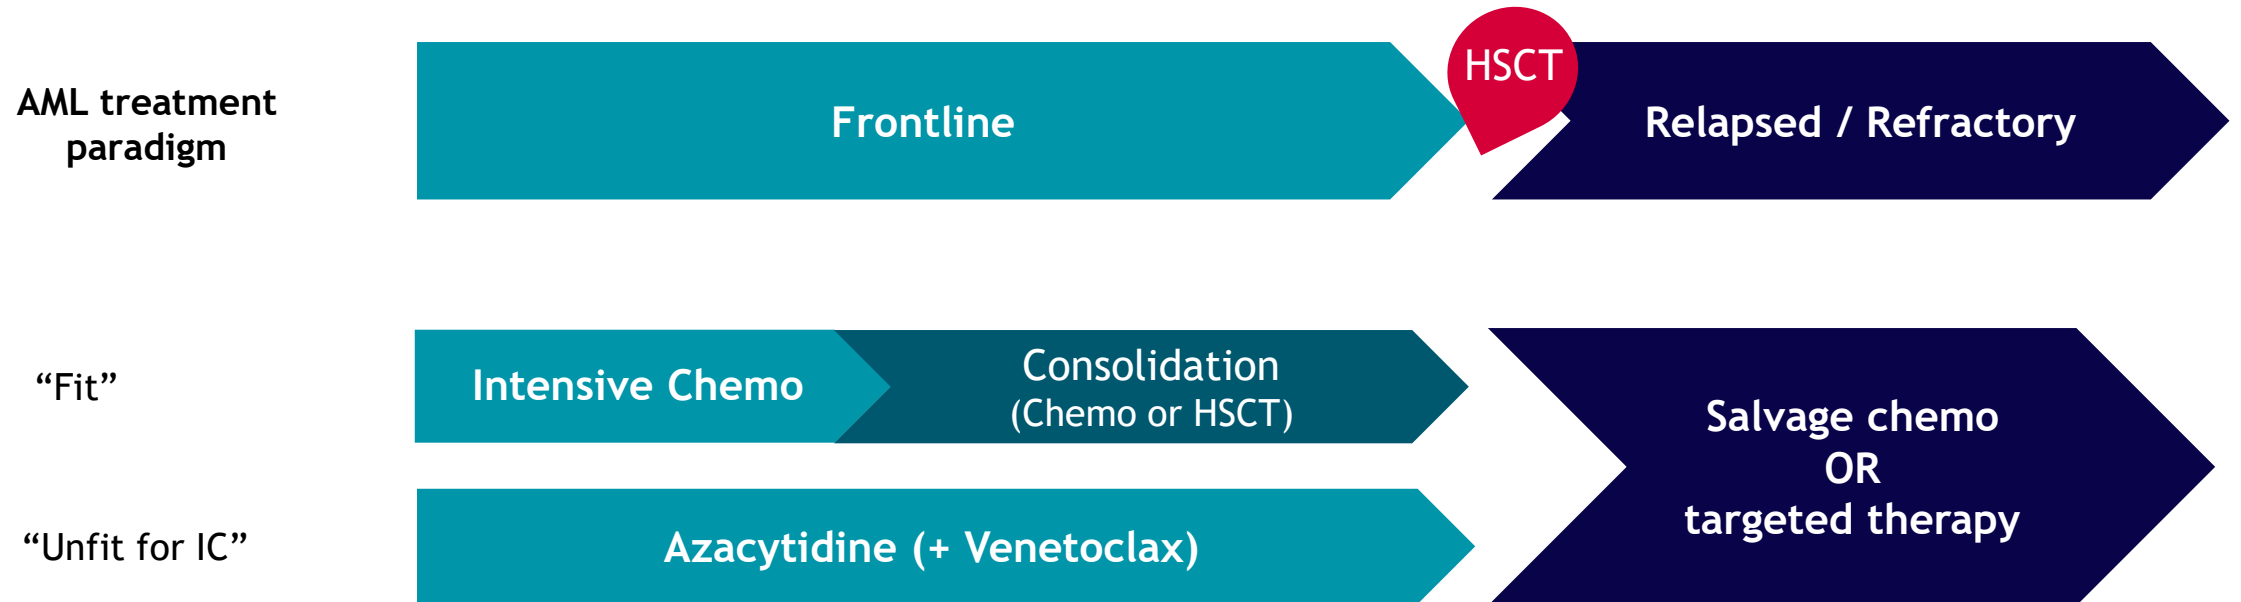 AML treatment
paradigm
Frontline
HSCT
Relapsed / Refractory
“Fit”
Intensive Chemo
Consolidation
(Chemo or HSCT)
“Unfit for IC”
Azacytidine (+ Venetoclax)
Salvage chemo
OR
targeted therapy